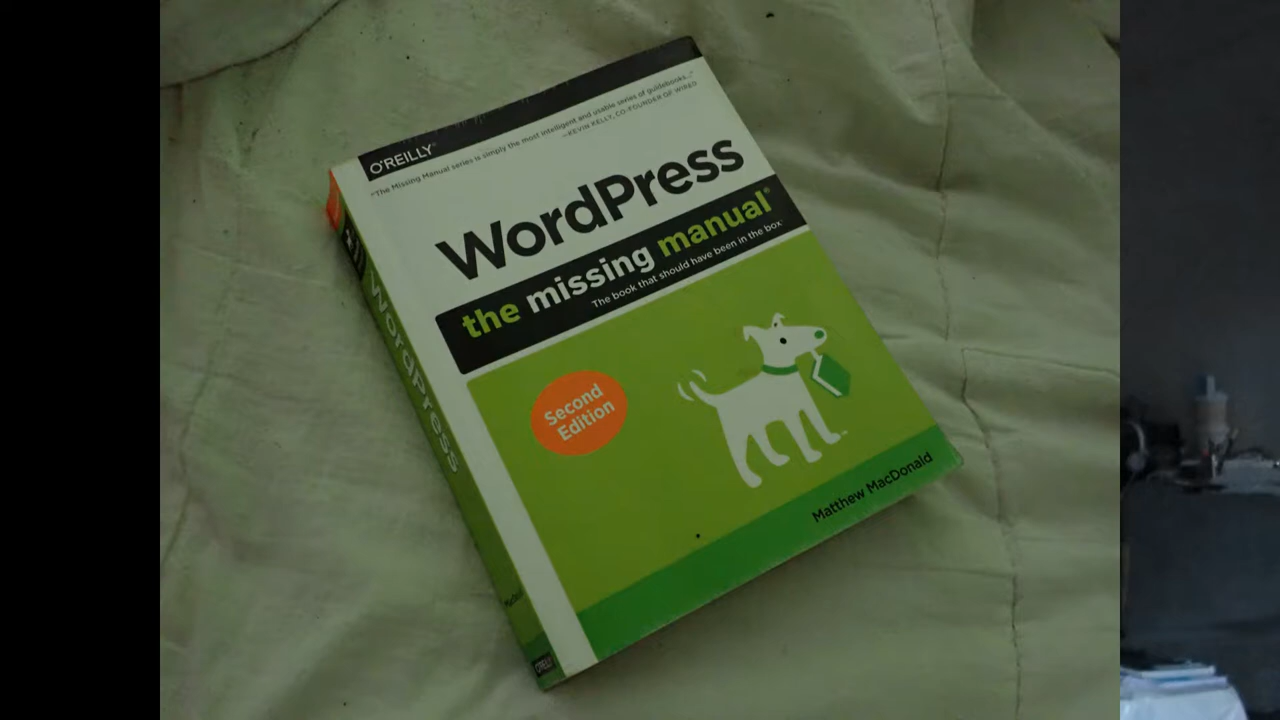 O'REILLY®
"The Missing Manual series is simply the most intelligent and usable series of guidebooks..."
—KEVIN KELLY, CO-FOUNDER OF WIRED
WordPress
the missing manual®
The book that should have been in the box
Second
Edition
Matthew MacDonald
WordPress
O'REILLY